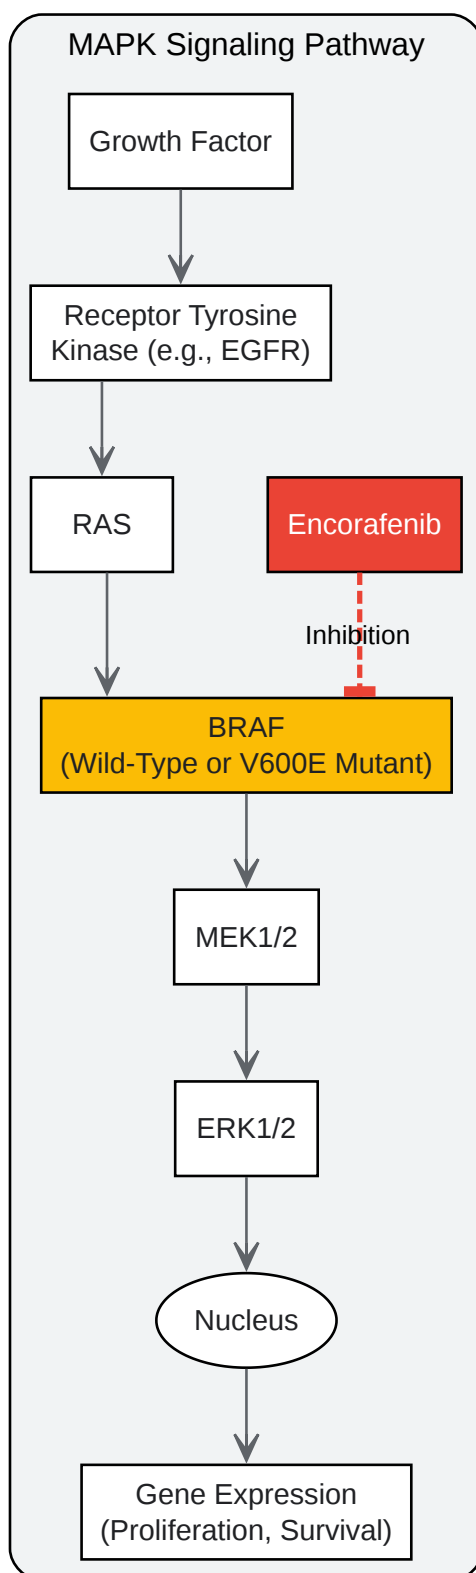 MAPK Signaling Pathway
Growth Factor
Receptor Tyrosine
Kinase (e.g., EGFR)
RAS
Encorafenib
Inhibition
BRAF
(Wild-Type or V600E Mutant)
MEK1/2
ERK1/2
Nucleus
Gene Expression
(Proliferation, Survival)